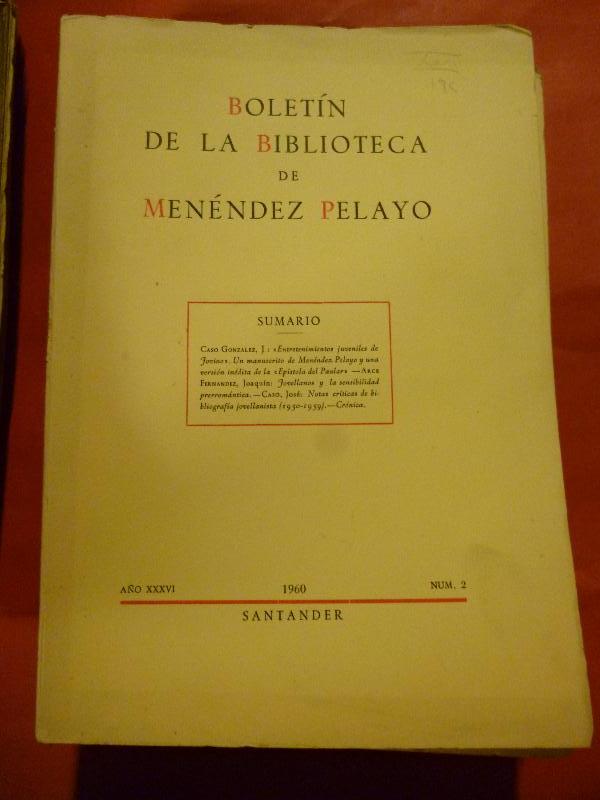 BOLETÍN
DE LA BIBLIOTECA
DE
MENÉNDEZ PELAYO
SUMARIO
CASO GONZALEZ, J.: «Entretenimientos juveniles de
Jovino». Un manuscrito de Menéndez Pelayo y una
versión inédita de la «Epístola del Paular» —ARCE
FERNANDEZ, Joaquín: Jovellanos y la sensibilidad
prerromántica.—CASO, José: Notas críticas de bi-
bliografía jovellanista (1950-1959).—Crónica.
AÑO XXXVI 1960 NUM. 2
SANTANDER